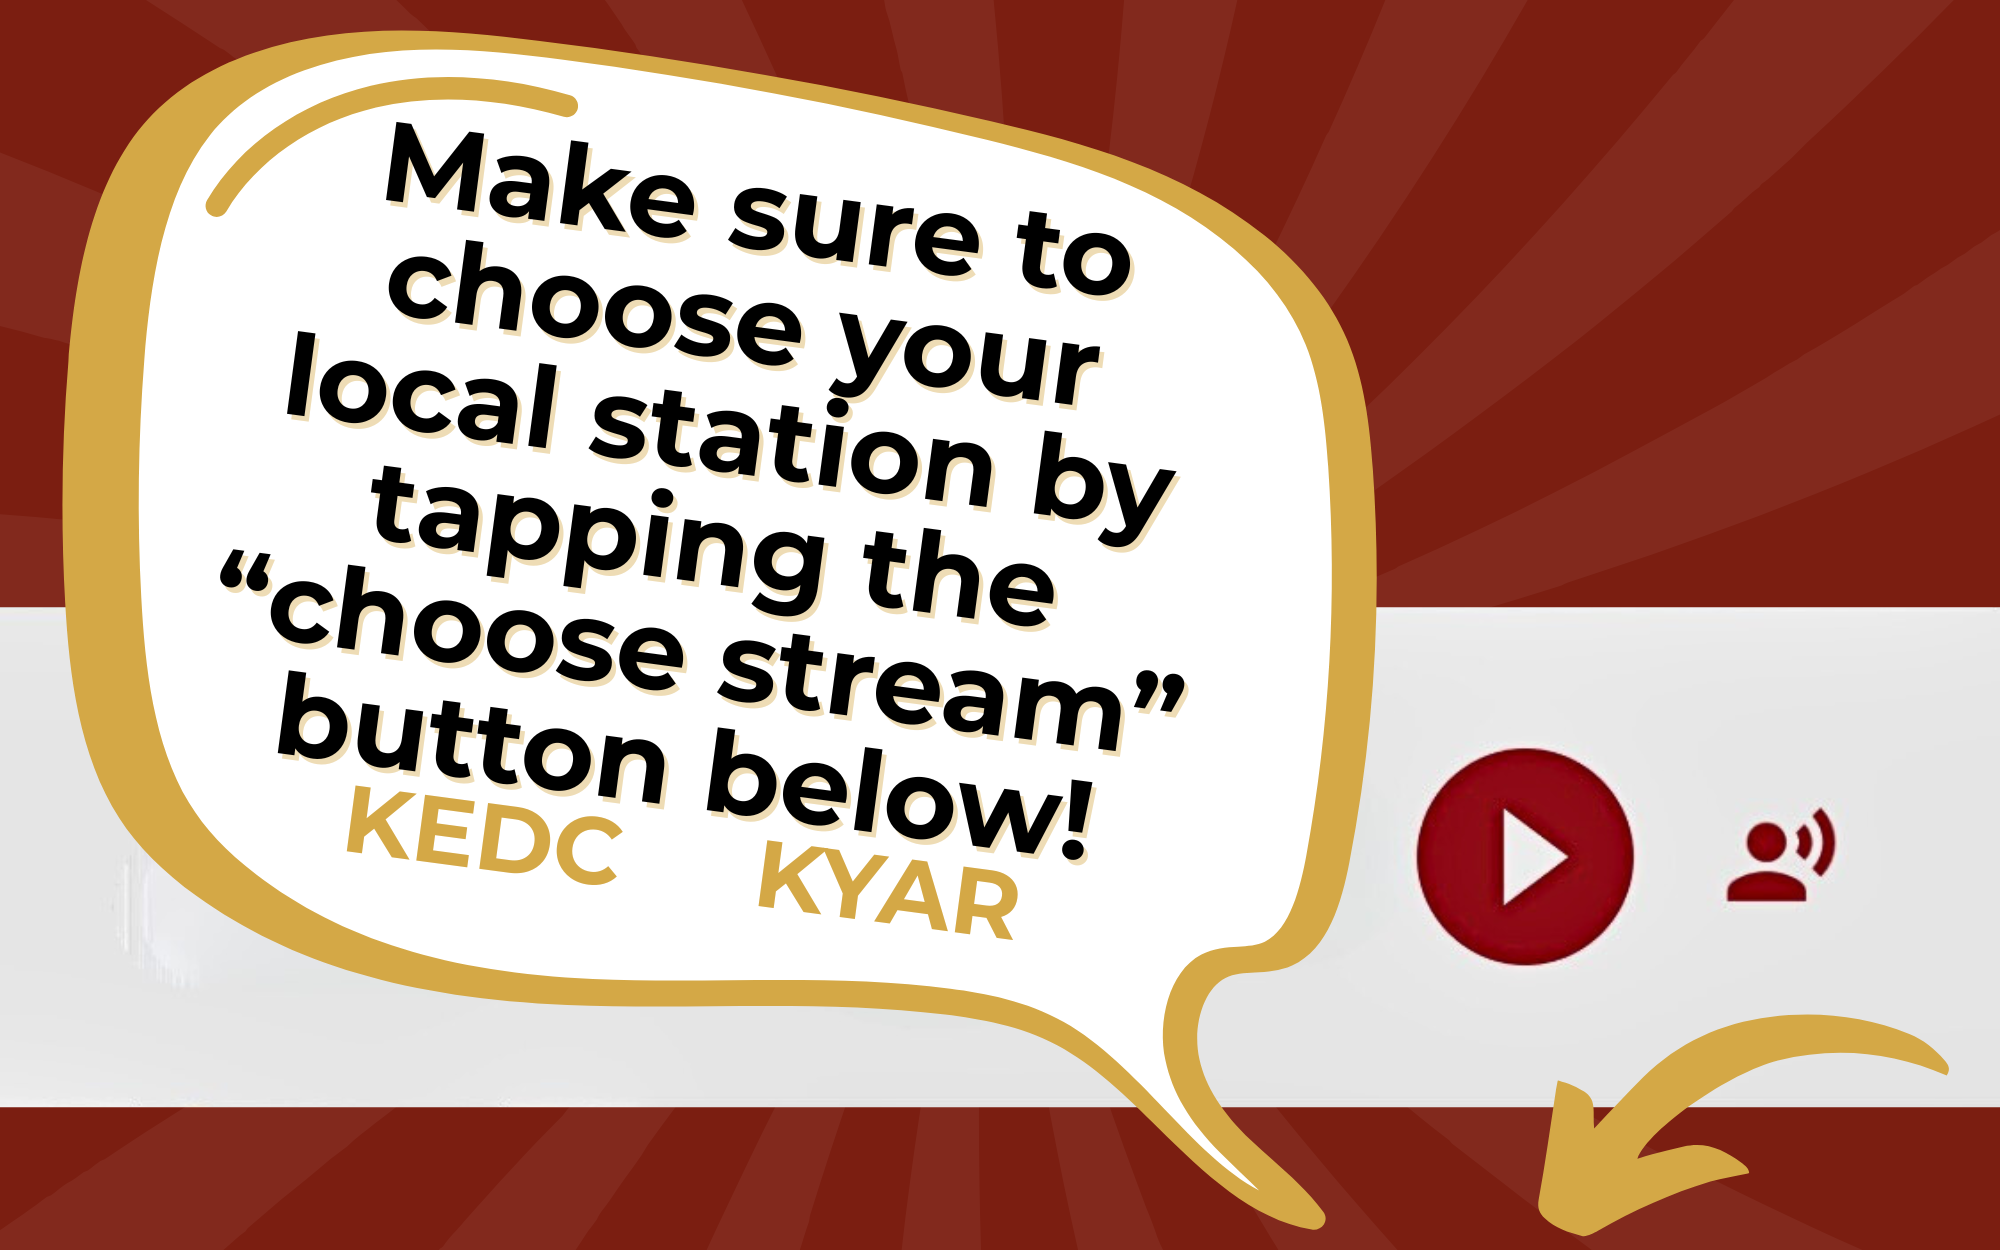 Make sure to
choose your
local station by
tapping the
“choose stream”
button below!
KEDC KYAR